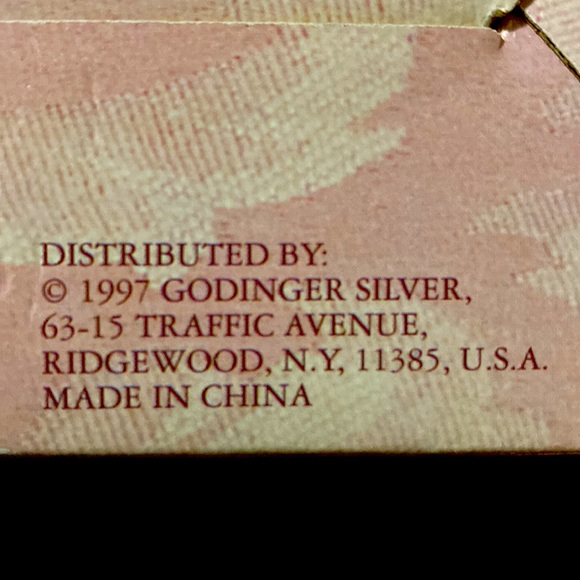 DISTRIBUTED BY:
© 1997 GODINGER SILVER,
63-15 TRAFFIC AVENUE,
RIDGEWOOD, N.Y, 11385, U.S.A.
MADE IN CHINA